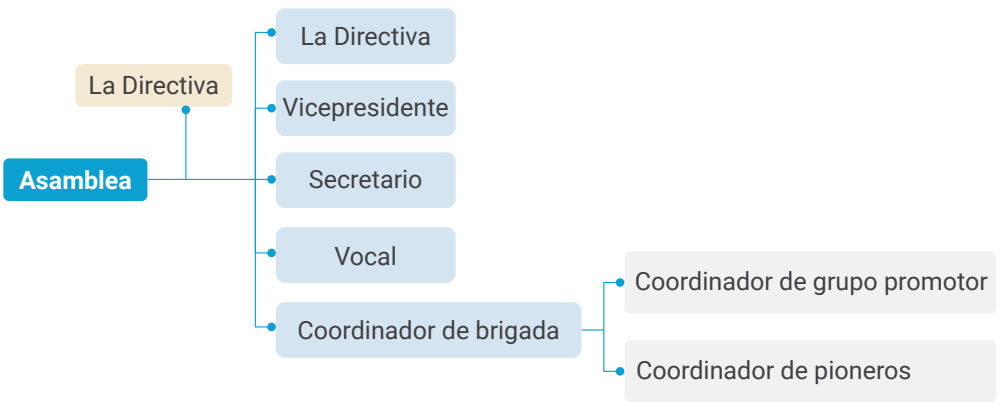 La Directiva
La Directiva
Vicepresidente
Asamblea
Secretario
Vocal
Coordinador de grupo promotor
Coordinador de brigada
Coordinador de pioneros